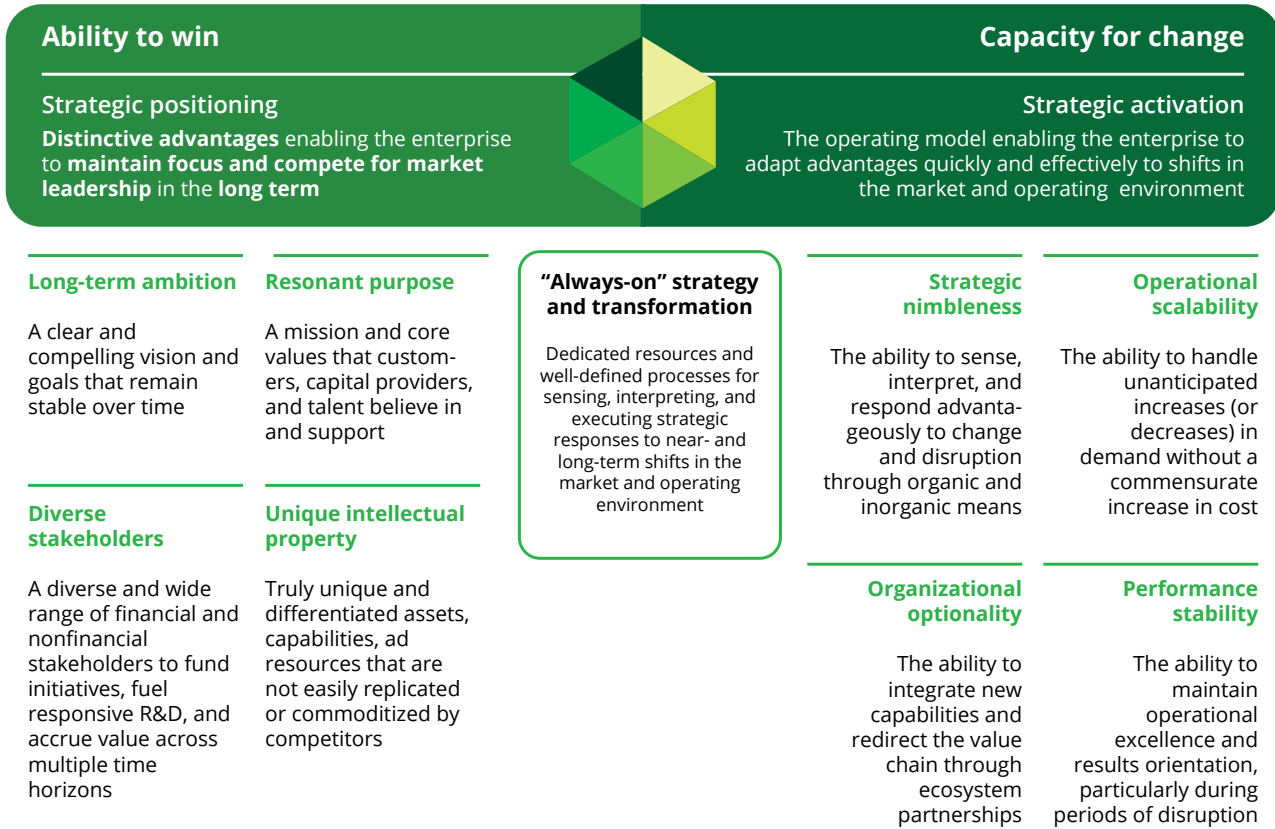 Ability to win
Strategic positioning
Distinctive advantages enabling the enterprise
to maintain focus and compete for market
leadership in the long term
Capacity for change
Strategic activation
The operating model enabling the enterprise to
adapt advantages quickly and effectively to shifts in
the market and operating environment
Long-term ambition
A clear and
compelling vision and
goals that remain
stable over time
Resonant purpose
A mission and core
values that custom-
ers, capital providers,
and talent believe in
and support
Diverse
stakeholders
A diverse and wide
range of financial and
nonfinancial
stakeholders to fund
initiatives, fuel
responsive R&D, and
accrue value across
multiple time
horizons
Unique intellectual
property
Truly unique and
differentiated assets,
capabilities, ad
resources that are
not easily replicated
or commoditized by
competitors
“Always-on” strategy
and transformation
Dedicated resources and
well-defined processes for
sensing, interpreting, and
executing strategic
responses to near- and
long-term shifts in the
market and operating
environment
Strategic
nimbleness
The ability to sense,
interpret, and
respond advanta-
geously to change
and disruption
through organic and
inorganic means
Operational
scalability
The ability to handle
unanticipated
increases (or
decreases) in
demand without a
commensurate
increase in cost
Organizational
optionality
The ability to
integrate new
capabilities and
redirect the value
chain through
ecosystem
partnerships
Performance
stability
The ability to
maintain
operational
excellence and
results orientation,
particularly during
periods of disruption